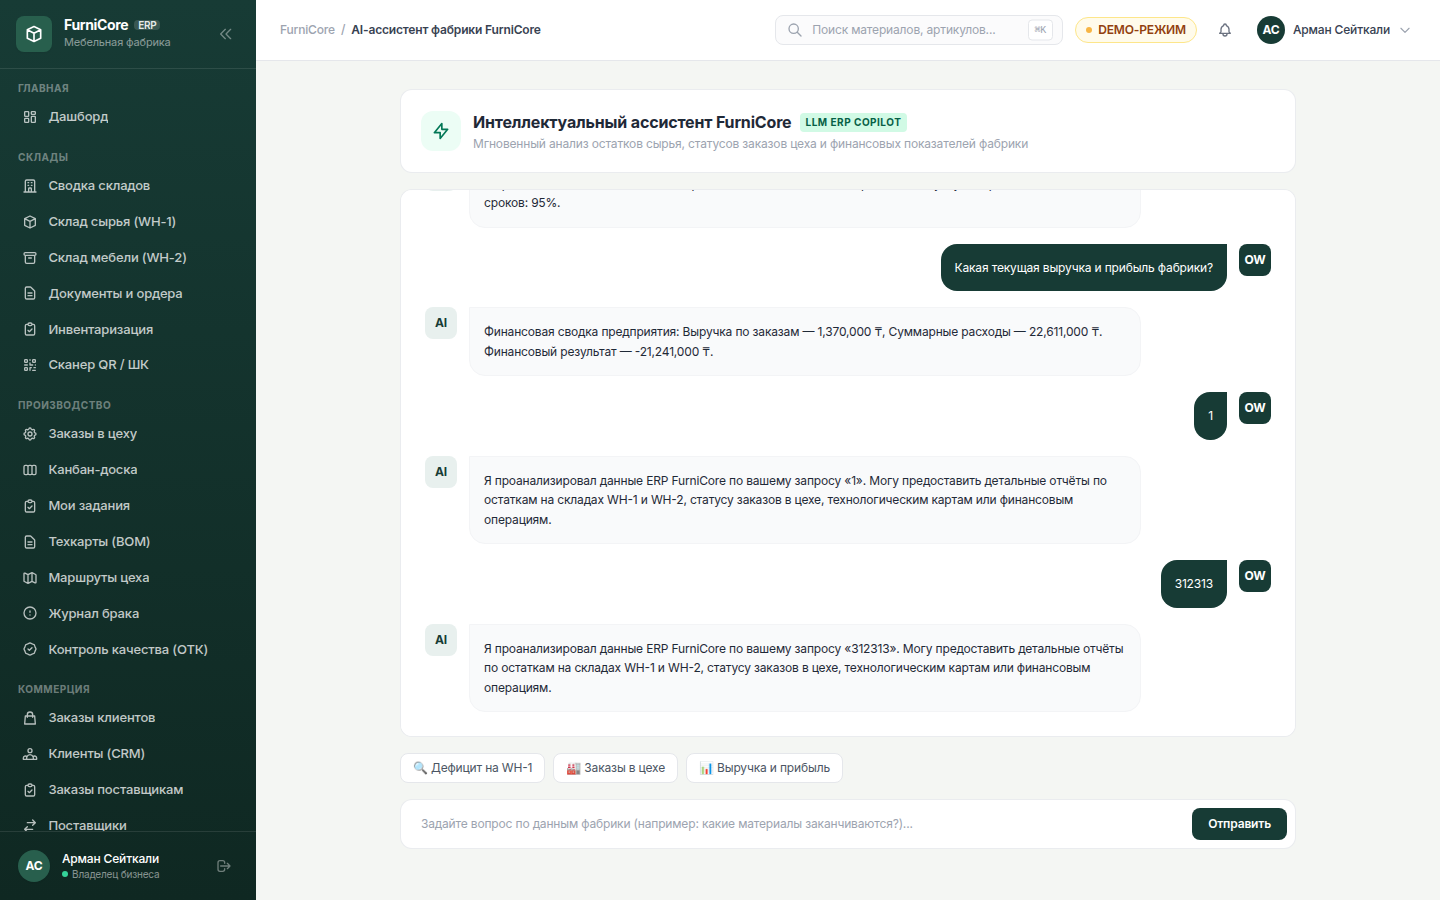 FurniCore ERP
Мебельная фабрика
ГЛАВНАЯ
Дашборд
СКЛАДЫ
Сводка складов
Склад сырья (WH-1)
Склад мебели (WH-2)
Документы и ордера
Инвентаризация
Сканер QR / ШК
ПРОИЗВОДСТВО
Заказы в цеху
Канбан-доска
Мои задания
Техкарты (BOM)
Маршруты цеха
Журнал брака
Контроль качества (ОТК)
КОММЕРЦИЯ
Заказы клиентов
Клиенты (CRM)
Заказы поставщикам
Поставщики
АС Арман Сейткали
Владелец бизнеса
FurniCore / AI-ассистент фабрики FurniCore
Поиск материалов, артикулов... ⌘K
DEMO-РЕЖИМ
АС Арман Сейткали
Интеллектуальный ассистент FurniCore LLM ERP COPILOT
Мгновенный анализ остатков сырья, статусов заказов цеха и финансовых показателей фабрики
сроков: 95%.
Какая текущая выручка и прибыль фабрики? OW
AI
Финансовая сводка предприятия: Выручка по заказам — 1,370,000 ₸, Суммарные расходы — 22,611,000 ₸.
Финансовый результат — -21,241,000 ₸.
1 OW
AI
Я проанализировал данные ERP FurniCore по вашему запросу «1». Могу предоставить детальные отчёты по
остаткам на складах WH-1 и WH-2, статусу заказов в цехе, технологическим картам или финансовым
операциям.
312313 OW
AI
Я проанализировал данные ERP FurniCore по вашему запросу «312313». Могу предоставить детальные отчёты
по остаткам на складах WH-1 и WH-2, статусу заказов в цехе, технологическим картам или финансовым
операциям.
🔍 Дефицит на WH-1
🏭 Заказы в цехе
📊 Выручка и прибыль
Задайте вопрос по данным фабрики (например: какие материалы заканчиваются?)...
Отправить